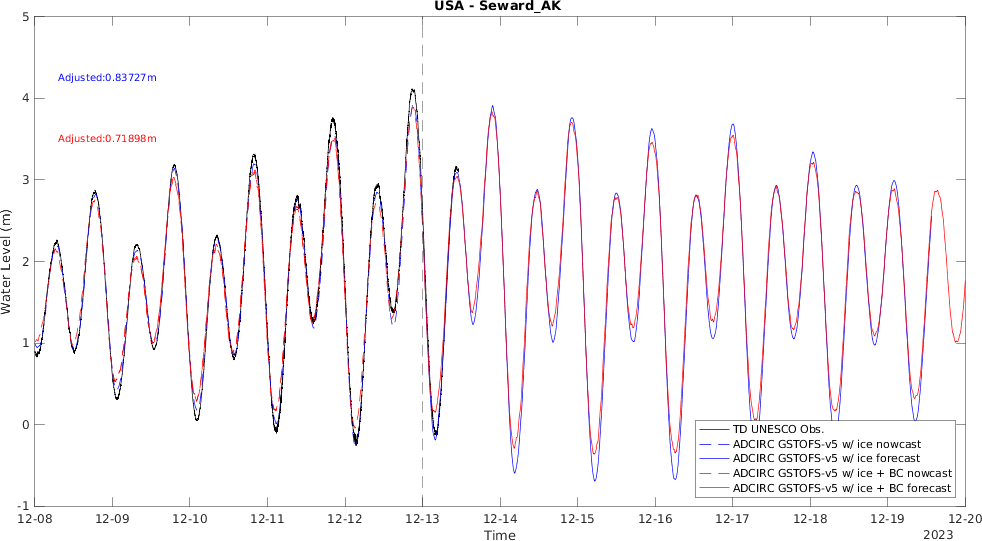 USA - Seward_AK
5
4
3
2
1
0
-1
Water Level (m)
Adjusted:0.83727m
Adjusted:0.71898m
TD UNESCO Obs.
ADCIRC GSTOFS-v5 w/ ice nowcast
ADCIRC GSTOFS-v5 w/ ice forecast
ADCIRC GSTOFS-v5 w/ ice + BC nowcast
ADCIRC GSTOFS-v5 w/ ice + BC forecast
12-08 12-09 12-10 12-11 12-12 12-13 12-14 12-15 12-16 12-17 12-18 12-19 12-20
Time
2023